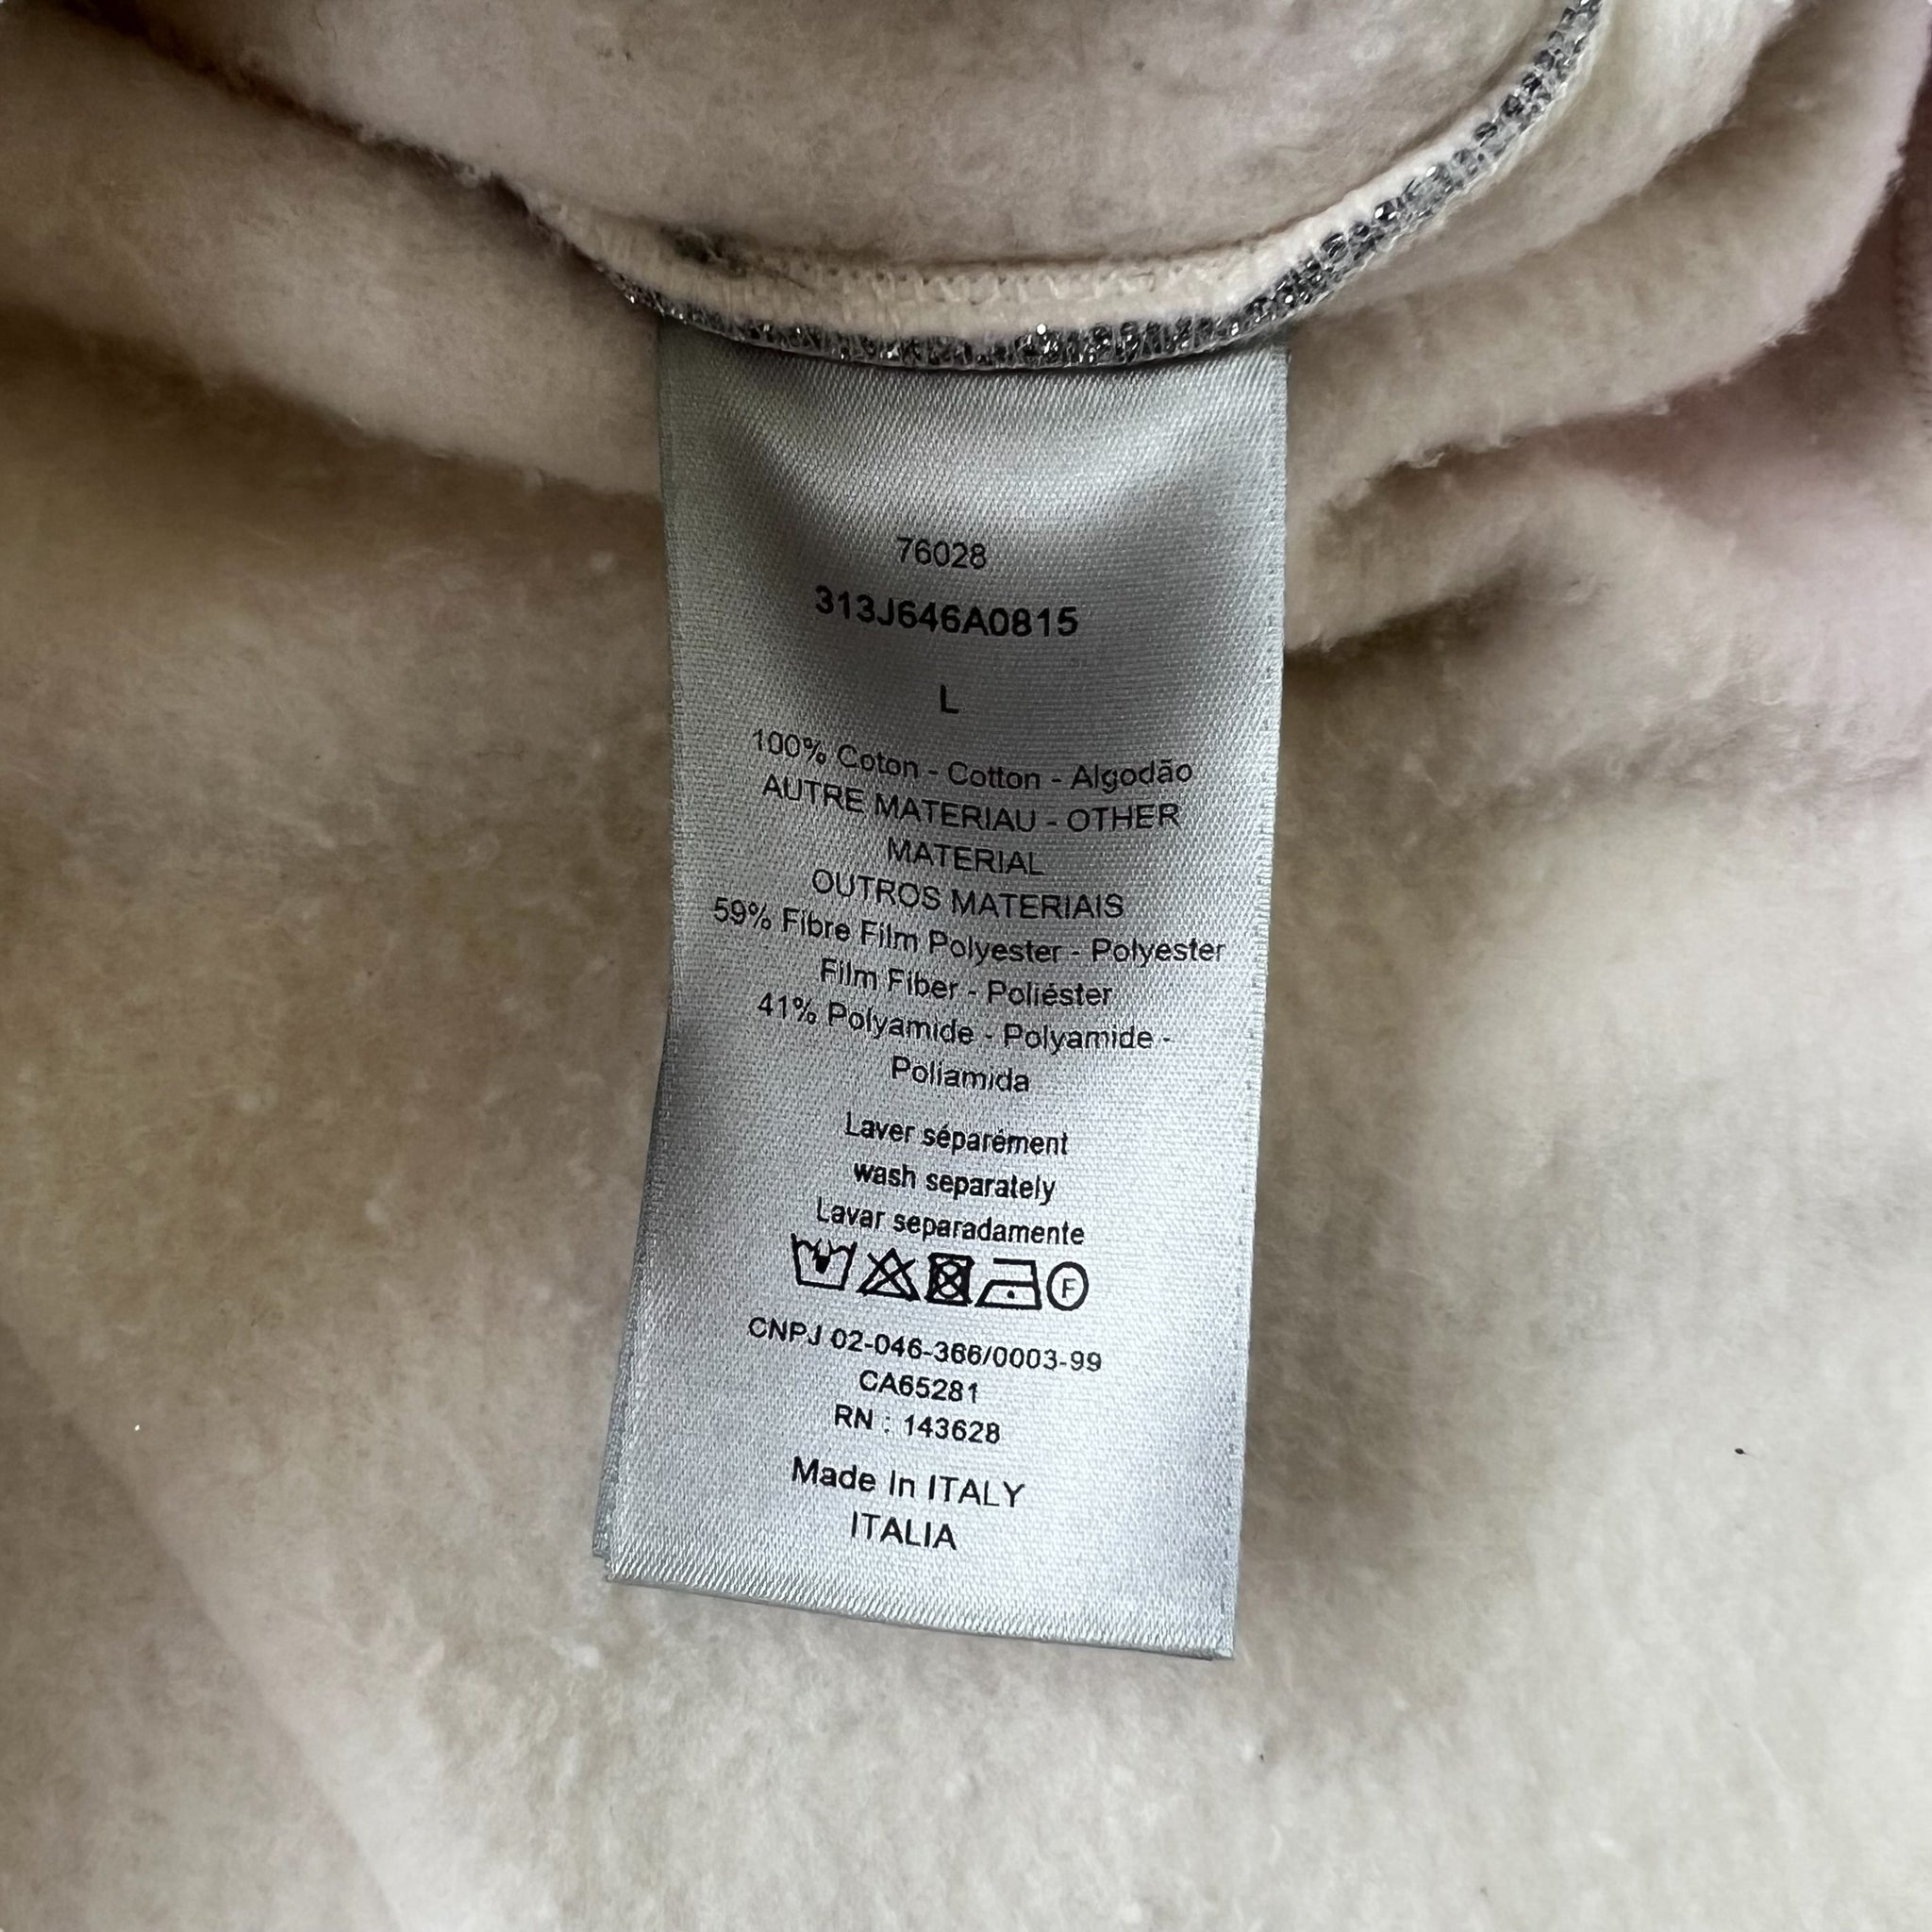 76028
313J646A0815
L
100% Coton - Cotton - Algodão
AUTRE MATERIAU - OTHER
MATERIAL
OUTROS MATERIAIS
59% Fibre Film Polyester - Polyester
Film Fiber - Poliéster
41% Polyamide - Polyamide -
Poliamida
Laver séparément
wash separately
Lavar separadamente
F
CNPJ 02-046-366/0003-99
CA65281
RN : 143628
Made In ITALY
ITALIA